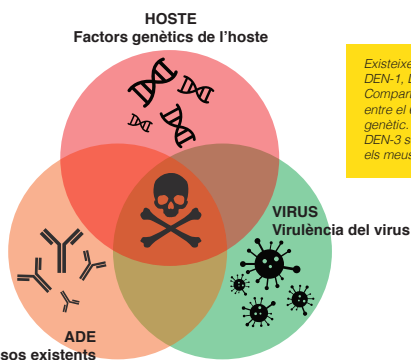 HOSTE
Factors genètics de l'hoste
Existeixe
DEN-1, D
Compart
entre el
genètic.
DEN-3 s
els meus
VIRUS
Virulència del virus
ADE
sos existents